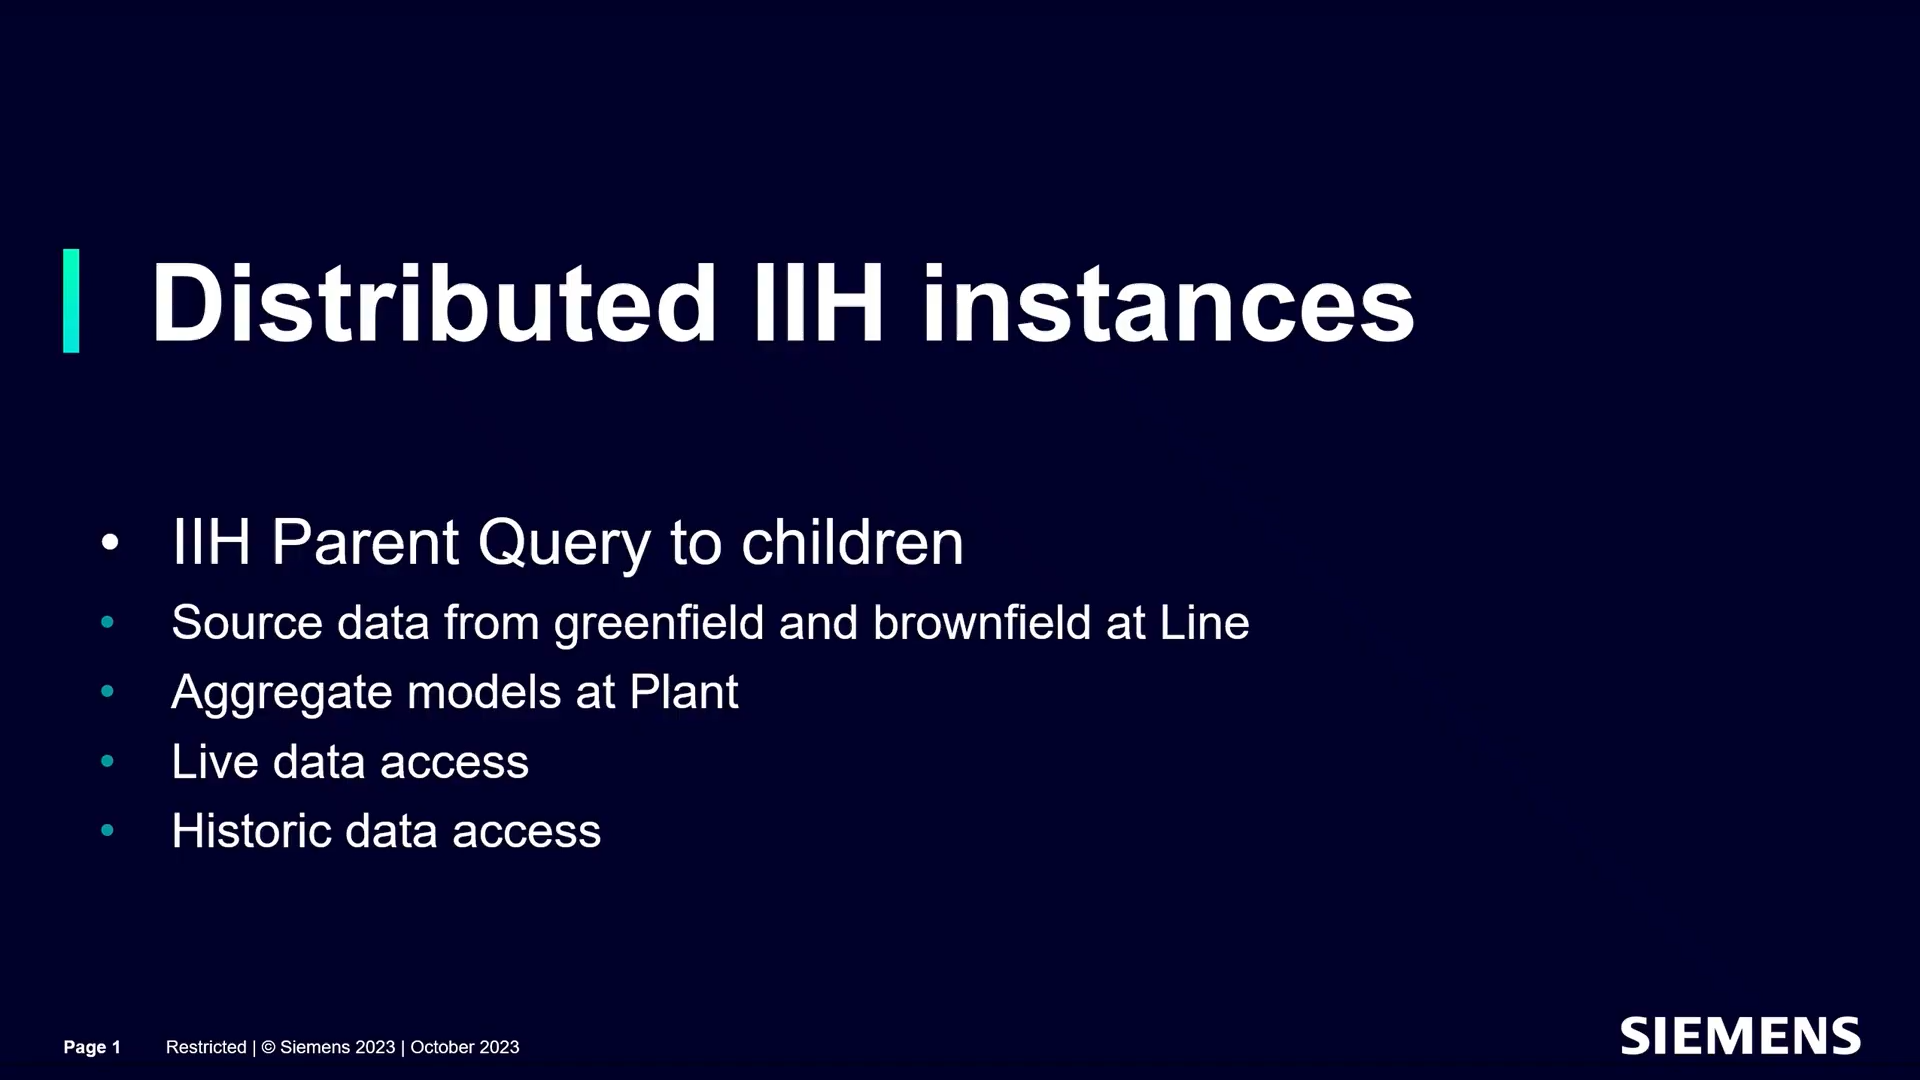 Distributed IIH instances
• IIH Parent Query to children
• Source data from greenfield and brownfield at Line
• Aggregate models at Plant
• Live data access
• Historic data access
Page 1 Restricted | © Siemens 2023 | October 2023
SIEMENS